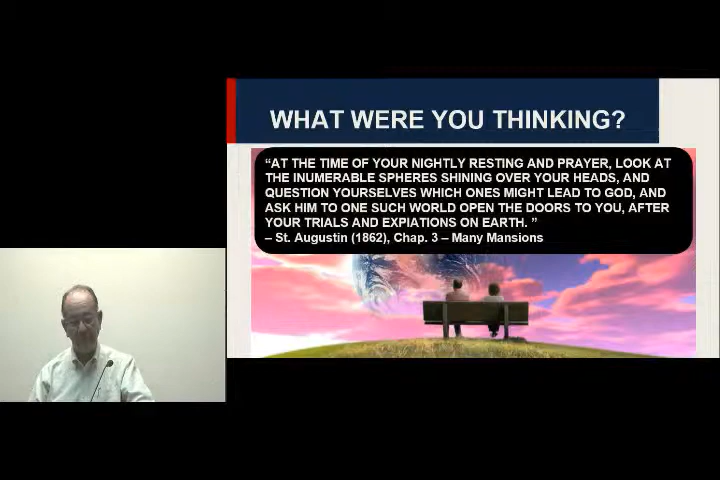 WHAT WERE YOU THINKING?
“AT THE TIME OF YOUR NIGHTLY RESTING AND PRAYER, LOOK AT
THE INUMERABLE SPHERES SHINING OVER YOUR HEADS, AND
QUESTION YOURSELVES WHICH ONES MIGHT LEAD TO GOD, AND
ASK HIM TO ONE SUCH WORLD OPEN THE DOORS TO YOU, AFTER
YOUR TRIALS AND EXPIATIONS ON EARTH. ”
– St. Augustin (1862), Chap. 3 – Many Mansions